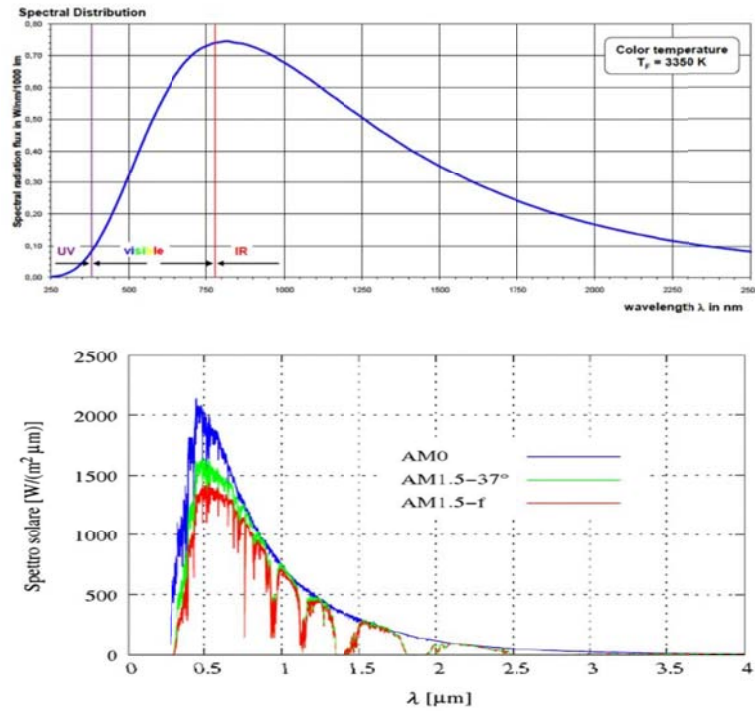 Spectral Distribution
Spectral radiation flux in W/nm/1000 lm
0,80
0,70
0,60
0,50
0,40
0,30
0,20
0,10
0,00
Color temperature
T_F = 3350 K
UV visible IR
250 500 750 1000 1250 1500 1750 2000 2250 2500
wavelength λ in nm
Spettro solare [W/(m² μm)]
2500
2000
1500
1000
500
0
AM0
AM1.5−37°
AM1.5−f
0 0.5 1 1.5 2 2.5 3 3.5 4
λ [μm]